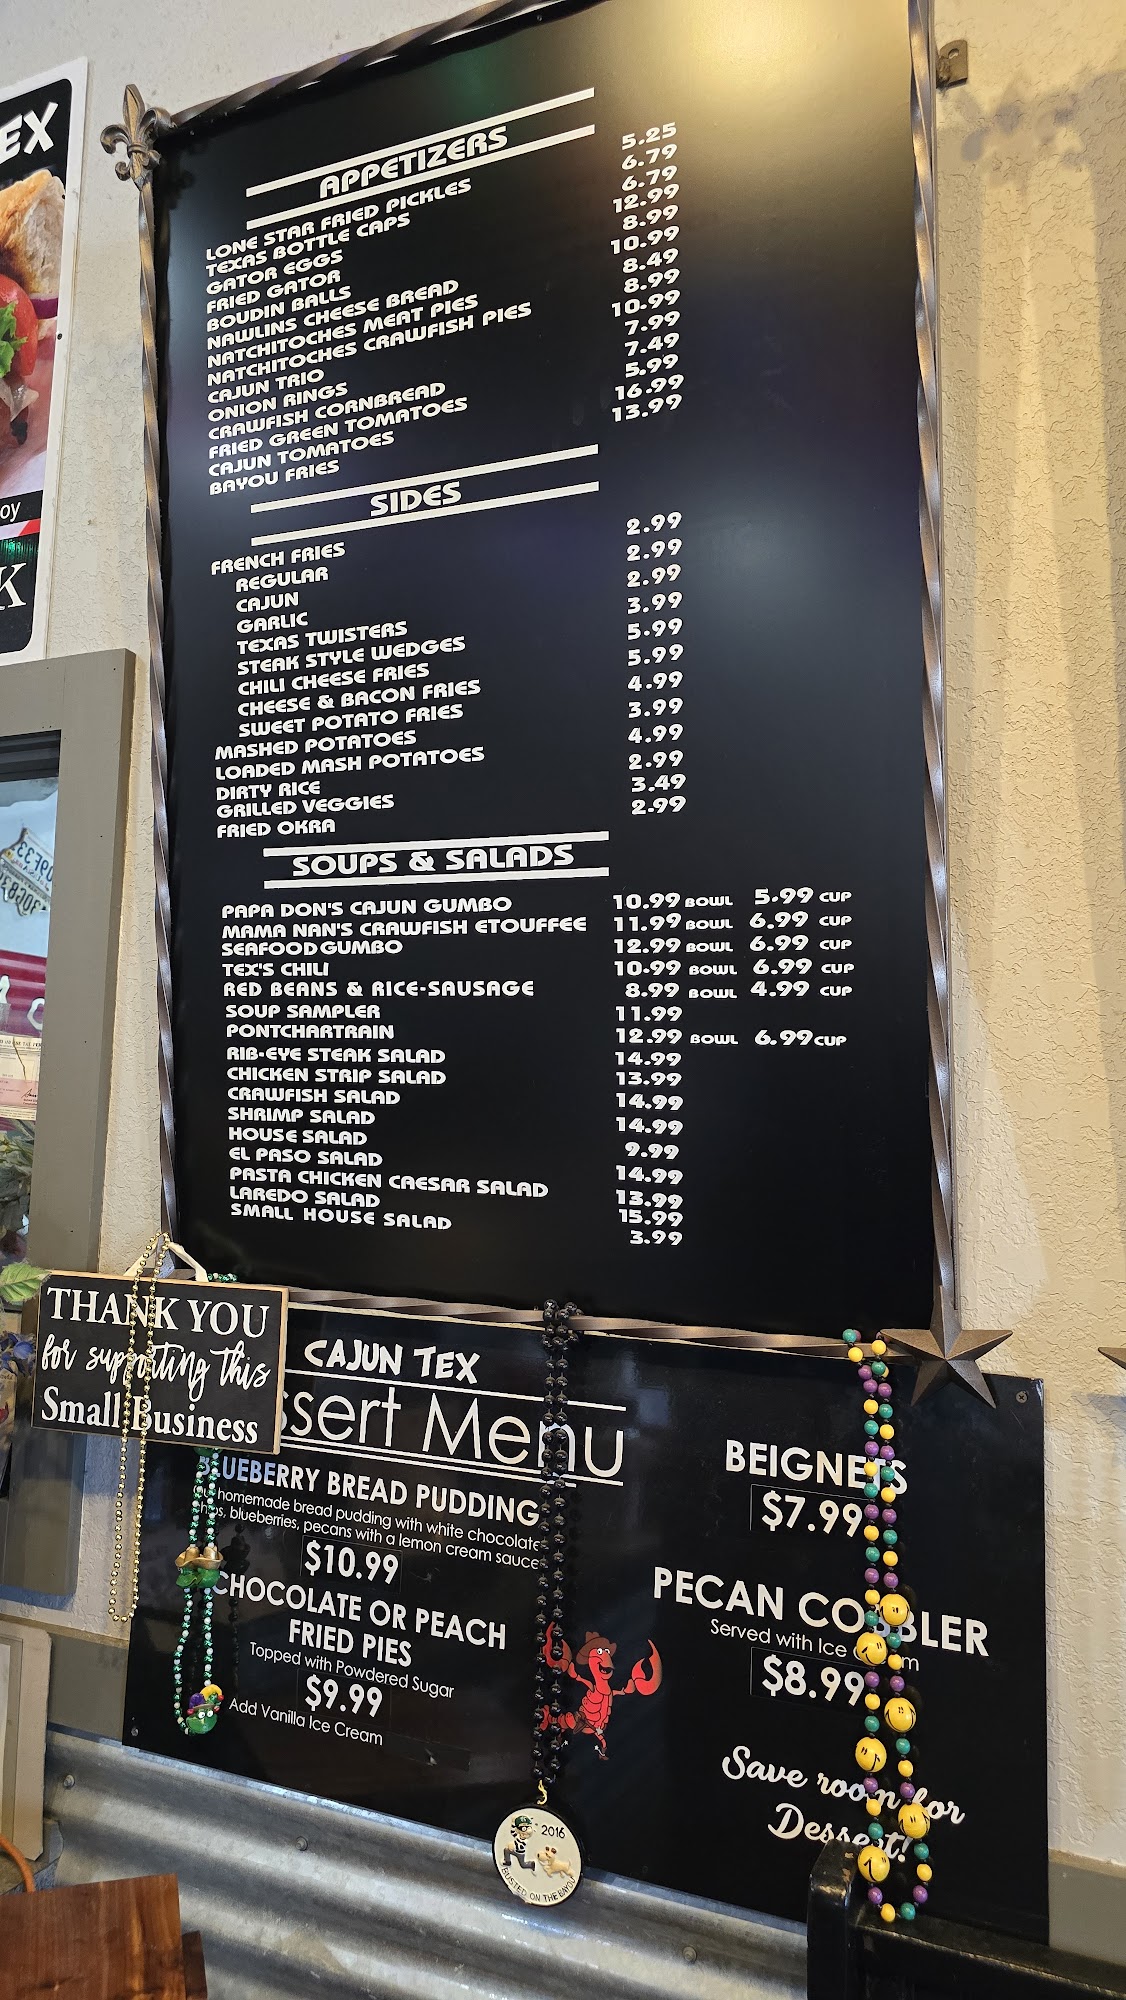 EX
oy
K
APPETIZERS
LONE STAR FRIED PICKLES 5.25
TEXAS BOTTLE CAPS 6.79
GATOR EGGS 6.79
FRIED GATOR 12.99
BOUDIN BALLS 8.99
NAWLINS CHEESE BREAD 10.99
NATCHITOCHES MEAT PIES 8.49
NATCHITOCHES CRAWFISH PIES 8.99
CAJUN TRIO 10.99
ONION RINGS 7.99
CRAWFISH CORNBREAD 7.49
FRIED GREEN TOMATOES 5.99
CAJUN TOMATOES 16.99
BAYOU FRIES 13.99
SIDES
FRENCH FRIES
REGULAR 2.99
CAJUN 2.99
GARLIC 2.99
TEXAS TWISTERS 3.99
STEAK STYLE WEDGES 5.99
CHILI CHEESE FRIES 5.99
CHEESE & BACON FRIES 4.99
SWEET POTATO FRIES 3.99
MASHED POTATOES 4.99
LOADED MASH POTATOES 2.99
DIRTY RICE 3.49
GRILLED VEGGIES 2.99
FRIED OKRA
SOUPS & SALADS
PAPA DON'S CAJUN GUMBO 10.99 BOWL 5.99 CUP
MAMA NAN'S CRAWFISH ETOUFFEE 11.99 BOWL 6.99 CUP
SEAFOOD GUMBO 12.99 BOWL 6.99 CUP
TEX'S CHILI 10.99 BOWL 6.99 CUP
RED BEANS & RICE-SAUSAGE 8.99 BOWL 4.99 CUP
SOUP SAMPLER 11.99
PONTCHARTRAIN 12.99 BOWL 6.99 CUP
RIB-EYE STEAK SALAD 14.99
CHICKEN STRIP SALAD 13.99
CRAWFISH SALAD 14.99
SHRIMP SALAD 14.99
HOUSE SALAD 9.99
EL PASO SALAD 14.99
PASTA CHICKEN CAESAR SALAD 13.99
LAREDO SALAD 15.99
SMALL HOUSE SALAD 3.99
THANK YOU
for supporting this
Small Business
CAJUN TEX
ssert Menu
BLUEBERRY BREAD PUDDING
homemade bread pudding with white chocolate
chips, blueberries, pecans with a lemon cream sauce
$10.99
CHOCOLATE OR PEACH
FRIED PIES
Topped with Powdered Sugar
$9.99
Add Vanilla Ice Cream
BEIGNETS
$7.99
PECAN COBBLER
Served with Ice Cream
$8.99
Save room for
Dessert!
2016
BUSTED ON THE BAYOU